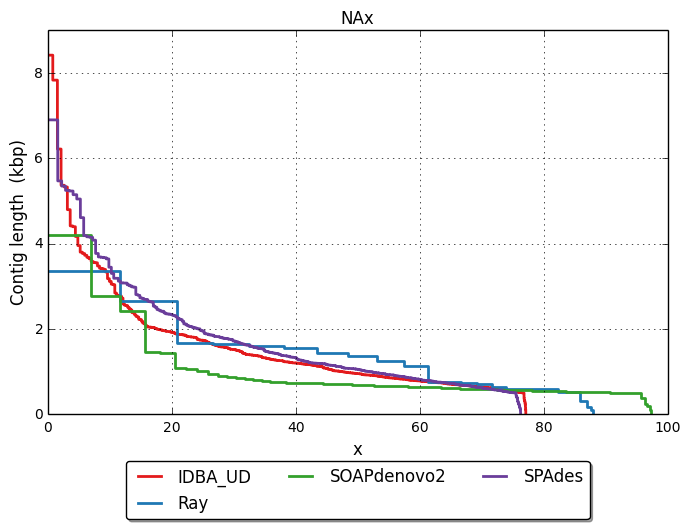 NAx
Contig length (kbp)
8
6
4
2
0
0 20 40 60 80 100
x
IDBA_UD SOAPdenovo2 SPAdes
Ray